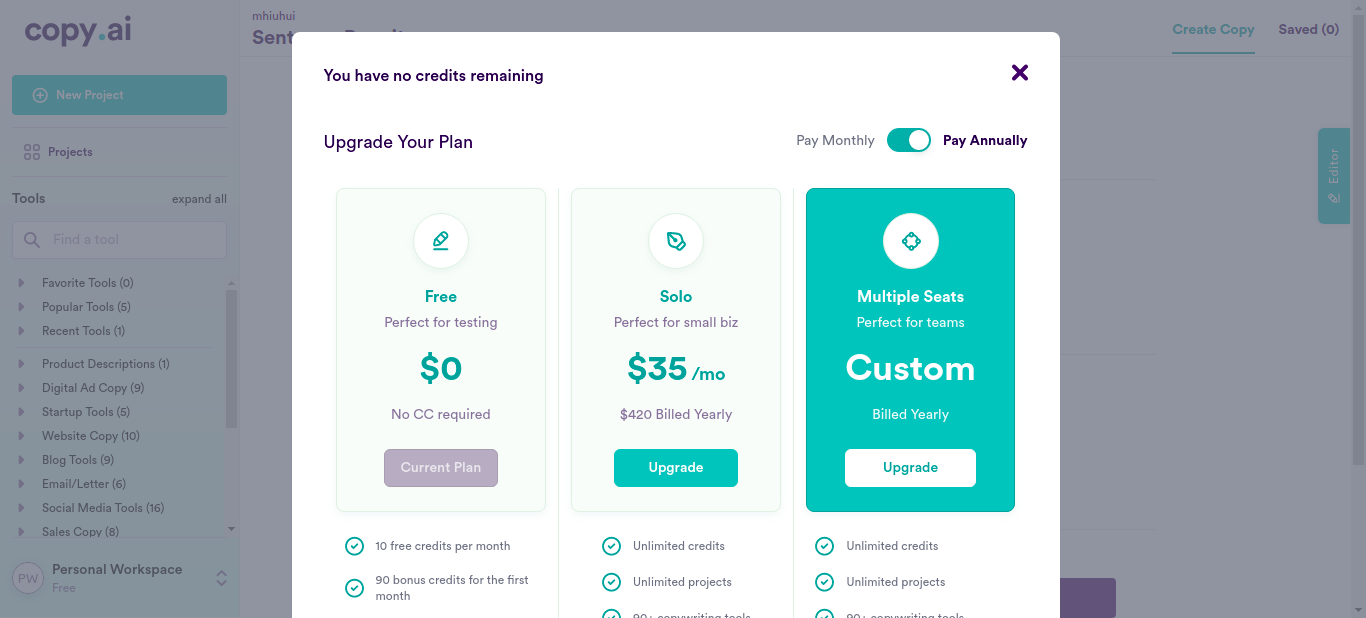 copy.ai
New Project
Projects
Tools
expand all
Find a tool
Favorite Tools (0)
Popular Tools (5)
Recent Tools (1)
Product Descriptions (1)
Digital Ad Copy (9)
Startup Tools (5)
Website Copy (10)
Blog Tools (9)
Email/Letter (6)
Social Media Tools (16)
Sales Copy (8)
PW
Personal Workspace
Free
mhiuhui
Create Copy
Saved (0)
Editor
You have no credits remaining
Upgrade Your Plan
Pay Monthly
Pay Annually
Free
Perfect for testing
$0
No CC required
Current Plan
10 free credits per month
90 bonus credits for the first
month
Solo
Perfect for small biz
$35 /mo
$420 Billed Yearly
Upgrade
Unlimited credits
Unlimited projects
90+ copywriting tools
Multiple Seats
Perfect for teams
Custom
Billed Yearly
Upgrade
Unlimited credits
Unlimited projects
90+ copywriting tools